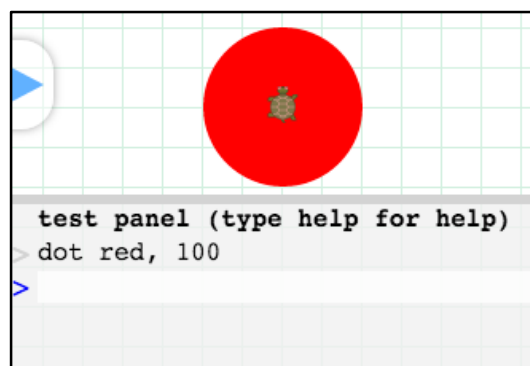 test panel (type help for help)
> dot red, 100
>